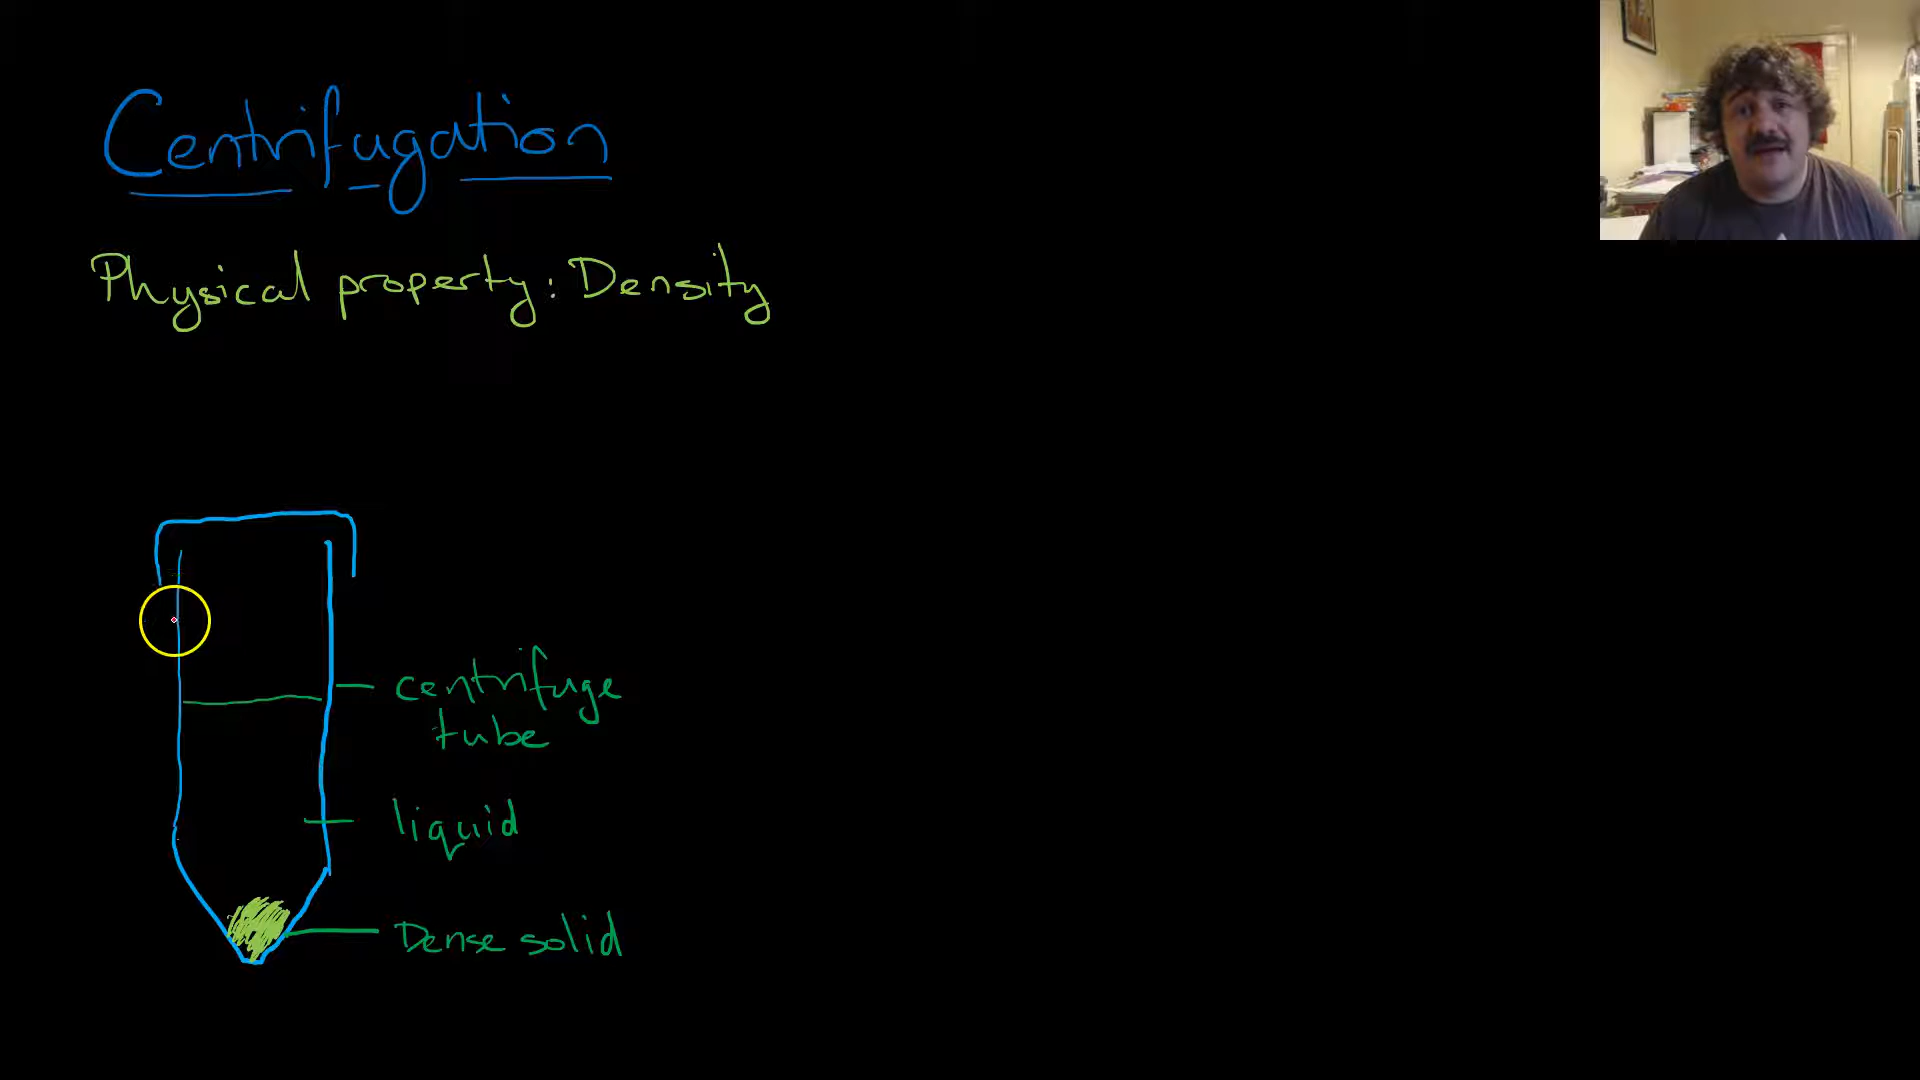 Centrifugation
Physical property: Density
centrifuge
tube
liquid
Dense solid